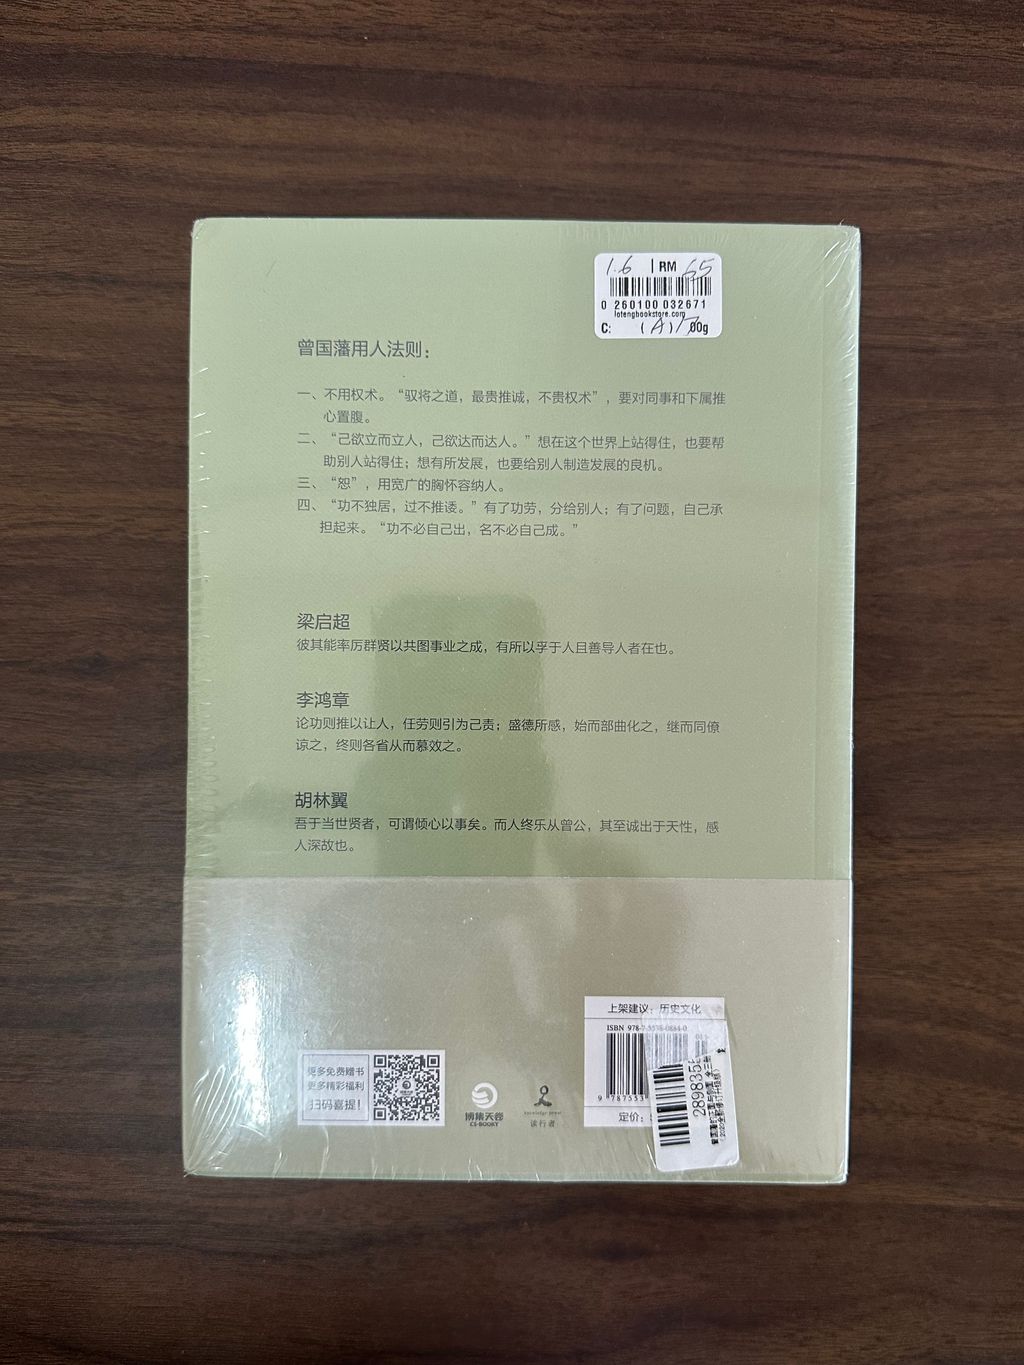 1.6 | RM 65
0 260100 032671
lotengbookstore.com
C: (A)
00g
曾国藩用人法则：
一、不用权术。“驭将之道，最贵推诚，不贵权术”，要对同事和下属推
心置腹。
二、“己欲立而立人，己欲达而达人。”想在这个世界上站得住，也要帮
助别人站得住；想有所发展，也要给别人制造发展的良机。
三、“恕”，用宽广的胸怀容纳人。
四、“功不独居，过不推诿。”有了功劳，分给别人；有了问题，自己承
担起来。“功不必自己出，名不必自己成。”
梁启超
彼其能率厉群贤以共图事业之成，有所以孚于人且善导人者在也。
李鸿章
论功则推以让人，任劳则引为己责；盛德所感，始而部曲化之，继而同僚
谅之，终则各省从而慕效之。
胡林翼
吾于当世贤者，可谓倾心以事矣。而人终乐从曾公，其至诚出于天性，感
人深故也。
更多免费赠书
更多精彩福利
扫码喜提！
博集天卷
CS-BOOKY
读行者
上架建议：历史文化
ISBN 978-7-5538-0884-0
9 787553
定价：
2898355